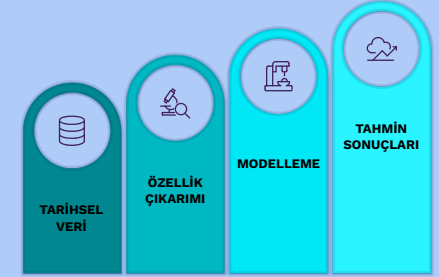 TARİHSEL
VERİ
ÖZELLİK
ÇIKARIMI
MODELLEME
TAHMİN
SONUÇLARI